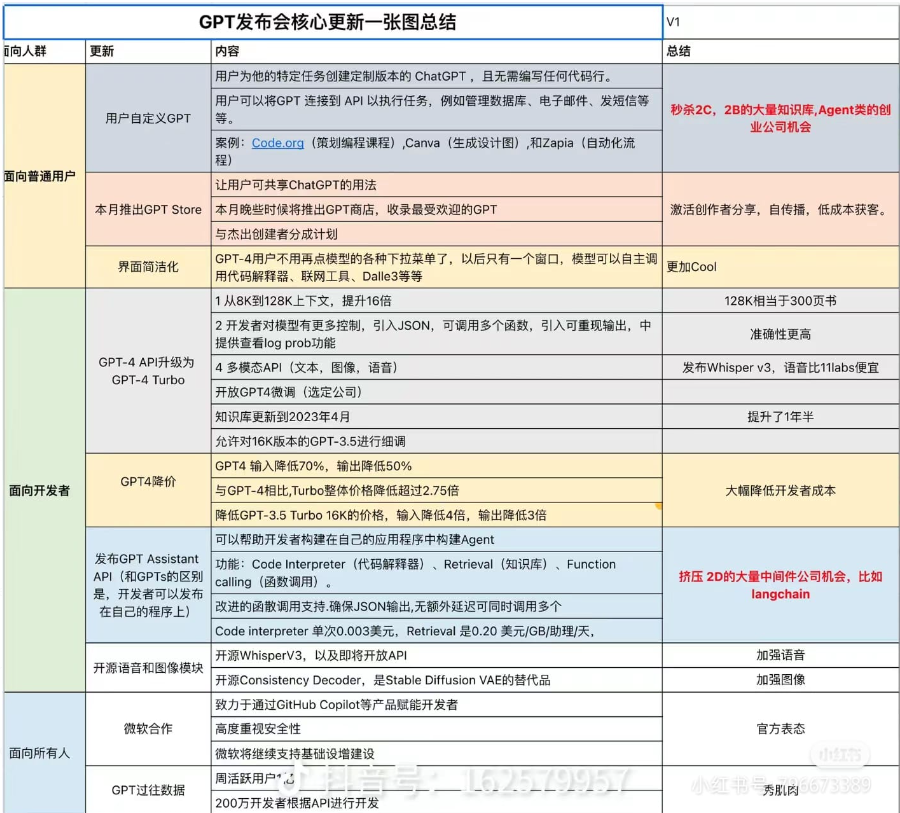 GPT发布会核心更新一张图总结
V1
面向人群
更新
内容
总结
面向普通用户
用户自定义GPT
用户为他的特定任务创建定制版本的 ChatGPT ，且无需编写任何代码行。
用户可以将GPT 连接到 API 以执行任务，例如管理数据库、电子邮件、发短信等
等。
案例：Code.org（策划编程课程）,Canva（生成设计图）,和Zapia（自动化流
程）
秒杀2C，2B的大量知识库,Agent类的创
业公司机会
本月推出GPT Store
让用户可共享ChatGPT的用法
本月晚些时候将推出GPT商店，收录最受欢迎的GPT
与杰出创建者分成计划
激活创作者分享，自传播，低成本获客。
界面简洁化
GPT-4用户不用再点模型的各种下拉菜单了，以后只有一个窗口，模型可以自主调
用代码解释器、联网工具、Dalle3等等
更加Cool
面向开发者
GPT-4 API升级为
GPT-4 Turbo
1 从8K到128K上下文，提升16倍
128K相当于300页书
2 开发者对模型有更多控制，引入JSON，可调用多个函数，引入可重现输出，中
提供查看log prob功能
准确性更高
4 多模态API（文本，图像，语音）
发布Whisper v3，语音比11labs便宜
开放GPT4微调（选定公司）
知识库更新到2023年4月
提升了1年半
允许对16K版本的GPT-3.5进行细调
GPT4降价
GPT4 输入降低70%，输出降低50%
与GPT-4相比,Turbo整体价格降低超过2.75倍
降低GPT-3.5 Turbo 16K的价格，输入降低4倍，输出降低3倍
大幅降低开发者成本
发布GPT Assistant
API（和GPTs的区别
是，开发者可以发布
在自己的程序上）
可以帮助开发者构建在自己的应用程序中构建Agent
功能：Code Interpreter（代码解释器）、Retrieval（知识库）、Function
calling（函数调用）。
改进的函散调用支持.确保JSON输出,无额外延迟可同时调用多个
Code interpreter 单次0.003美元，Retrieval 是0.20 美元/GB/助理/天，
挤压 2D的大量中间件公司机会，比如
langchain
开源语音和图像模块
开源WhisperV3，以及即将开放API
加强语音
开源Consistency Decoder，是Stable Diffusion VAE的替代品
加强图像
面向所有人
微软合作
致力于通过GitHub Copilot等产品赋能开发者
高度重视安全性
微软将继续支持基础设增建设
官方表态
GPT过往数据
周活跃用户1亿
200万开发者根据API进行开发
秀肌肉
抖音号：162579957
小红书
小红书号